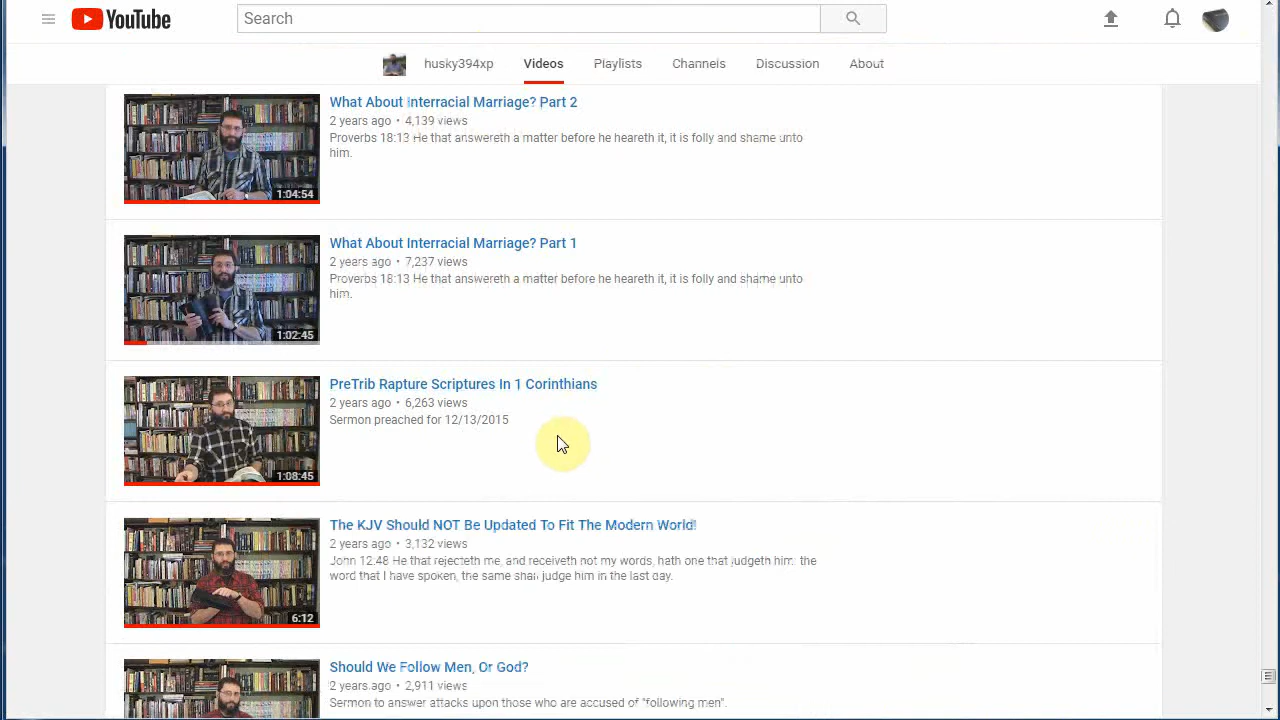 YouTube
Search
husky394xp Videos Playlists Channels Discussion About
What About Interracial Marriage? Part 2
2 years ago • 4,139 views
Proverbs 18:13 He that answereth a matter before he heareth it, it is folly and shame unto
him.
1:04:54
What About Interracial Marriage? Part 1
2 years ago • 7,237 views
Proverbs 18:13 He that answereth a matter before he heareth it, it is folly and shame unto
him.
1:02:45
PreTrib Rapture Scriptures In 1 Corinthians
2 years ago • 6,263 views
Sermon preached for 12/13/2015
1:08:45
The KJV Should NOT Be Updated To Fit The Modern World!
2 years ago • 3,132 views
John 12:48 He that rejecteth me, and receiveth not my words, hath one that judgeth him: the
word that I have spoken, the same shall judge him in the last day.
6:12
Should We Follow Men, Or God?
2 years ago • 2,911 views
Sermon to answer attacks upon those who are accused of "following men".